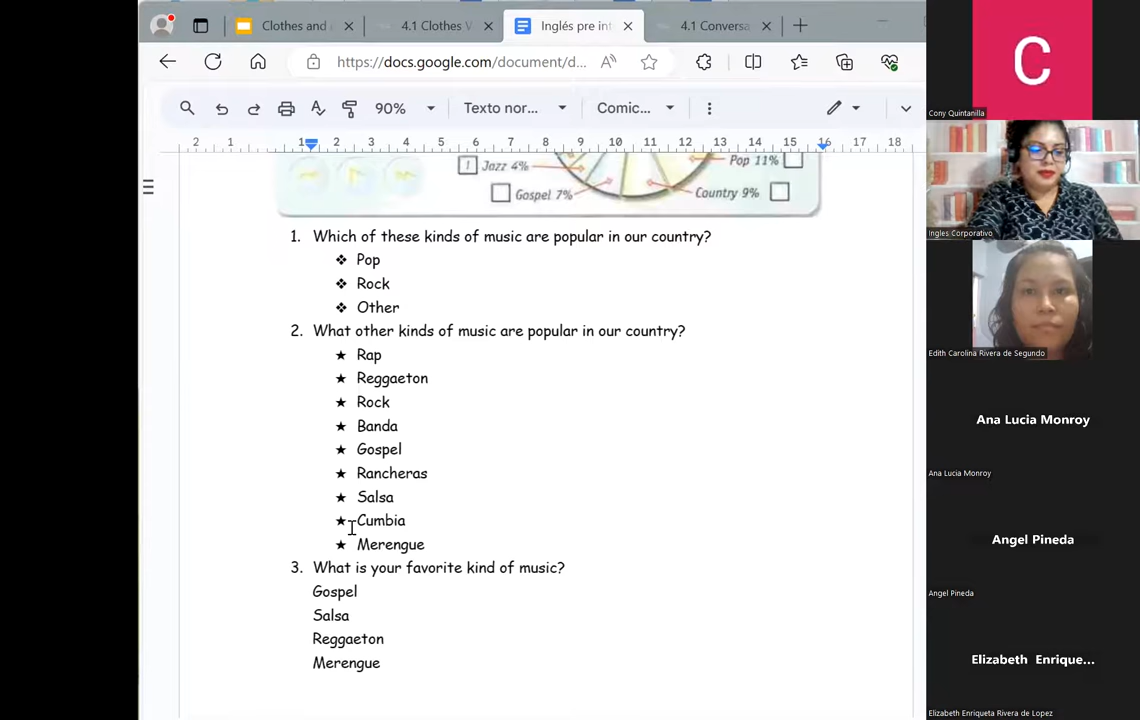 Clothes and
4.1 Clothes V
Inglés pre int
4.1 Conversa
https://docs.google.com/document/d...
90%
Texto nor...
Comic...
2 1 1 2 3 4 5 6 7 8 9 10 11 12 13 14 15 16 17 18
1 Jazz 4%
Pop 11%
Gospel 7%
Country 9%
1. Which of these kinds of music are popular in our country?
❖ Pop
❖ Rock
❖ Other
2. What other kinds of music are popular in our country?
★ Rap
★ Reggaeton
★ Rock
★ Banda
★ Gospel
★ Rancheras
★ Salsa
★ Cumbia
★ Merengue
3. What is your favorite kind of music?
Gospel
Salsa
Reggaeton
Merengue
C
Cony Quintanilla
Ingles Corporativo
Edith Carolina Rivera de Segundo
Ana Lucia Monroy
Ana Lucia Monroy
Angel Pineda
Angel Pineda
Elizabeth Enrique...
Elizabeth Enriqueta Rivera de Lopez